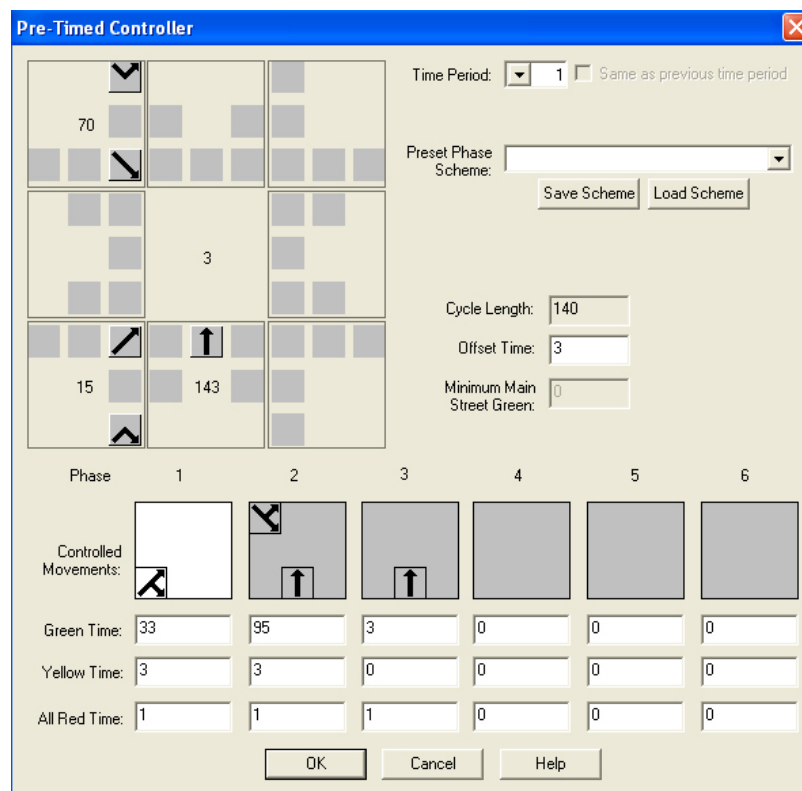 Pre-Timed Controller
Time Period: 1 Same as previous time period
70
Preset Phase
Scheme:
Save Scheme Load Scheme
3
Cycle Length: 140
Offset Time: 3
15 143
Minimum Main
Street Green: 0
Phase 1 2 3 4 5 6
Controlled
Movements:
Green Time: 33 95 3 0 0 0
Yellow Time: 3 3 0 0 0 0
All Red Time: 1 1 1 0 0 0
OK Cancel Help